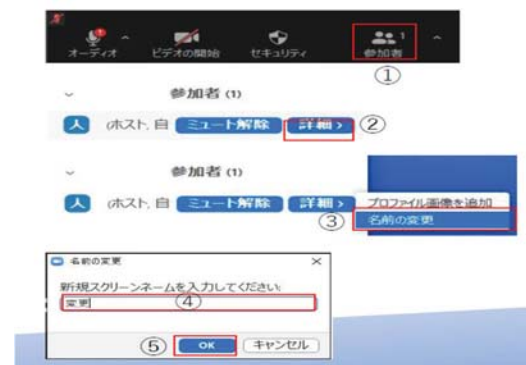 1
オーディオ ビデオの開始 セキュリティ 参加者
①
参加者 (1)
人 (ホスト, 自 ミュート解除 詳細 > ②
参加者 (1)
人 (ホスト, 自 ミュート解除 詳細 > プロファイル画像を追加
③ 名前の変更
名前の変更 ×
新規スクリーンネームを入力してください:
変更 ④
⑤ OK キャンセル